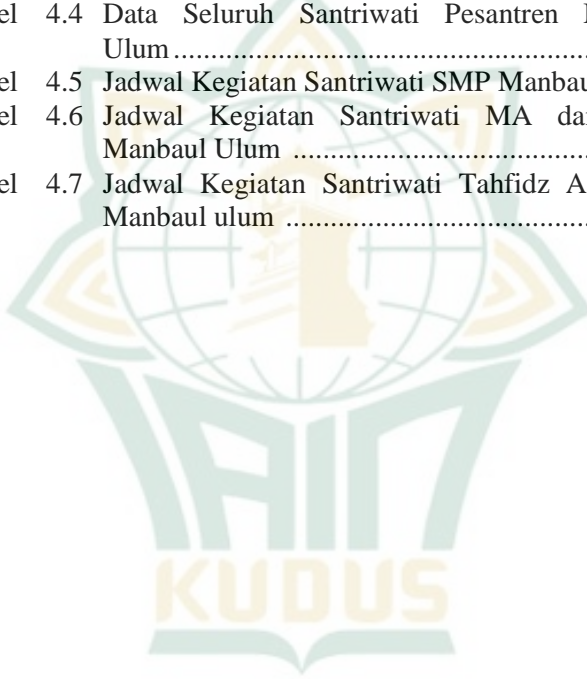 el 4.4 Data Seluruh Santriwati Pesantren
Ulum ..............................................................
el 4.5 Jadwal Kegiatan Santriwati SMP Manbau
el 4.6 Jadwal Kegiatan Santriwati MA da
Manbaul Ulum ..............................................
el 4.7 Jadwal Kegiatan Santriwati Tahfidz A
Manbaul ulum ...............................................
IAIN
KUDUS